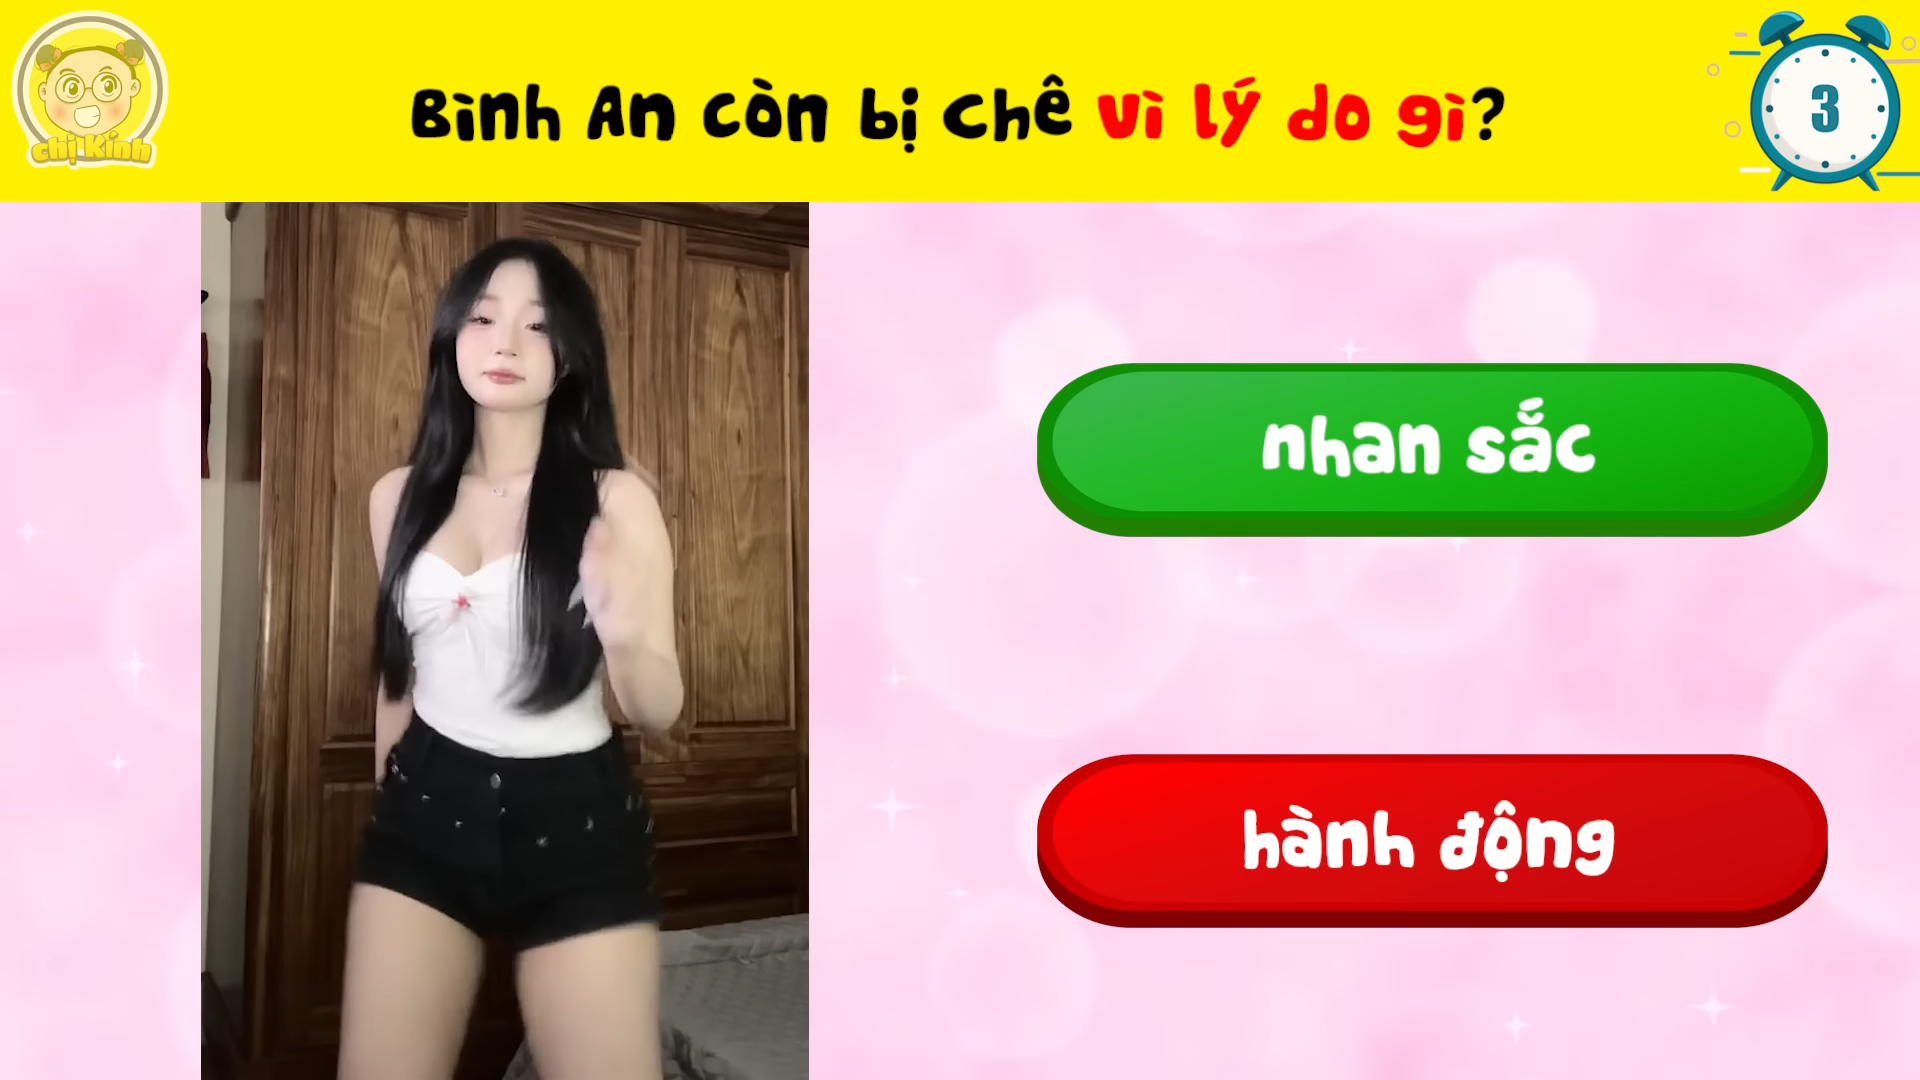 Bình An còn bị chê vì lý do gì?
chị Kính
3
nhan sắc
hành động